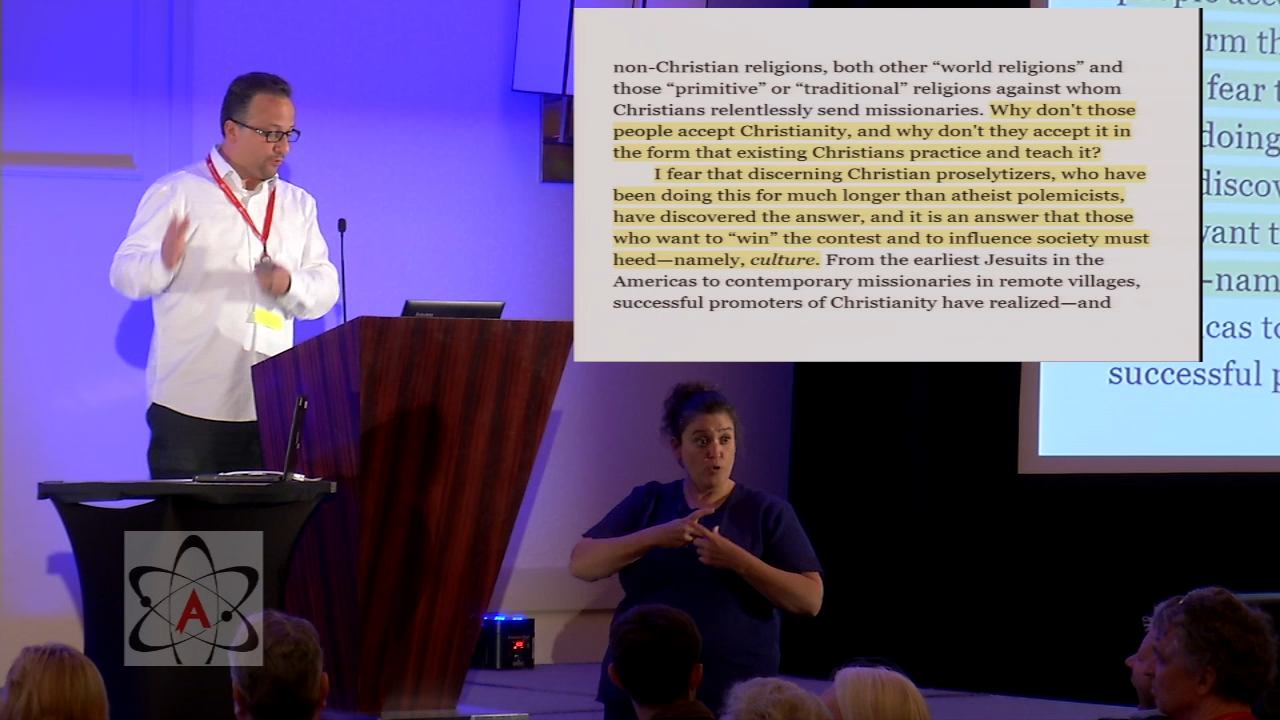 non-Christian religions, both other “world religions” and
those “primitive” or “traditional” religions against whom
Christians relentlessly send missionaries. Why don't those
people accept Christianity, and why don't they accept it in
the form that existing Christians practice and teach it?
I fear that discerning Christian proselytizers, who have
been doing this for much longer than atheist polemicists,
have discovered the answer, and it is an answer that those
who want to “win” the contest and to influence society must
heed—namely, culture. From the earliest Jesuits in the
Americas to contemporary missionaries in remote villages,
successful promoters of Christianity have realized—and
rm th
fear t
doing
discov
want t
—nam
cas to
successful p
A